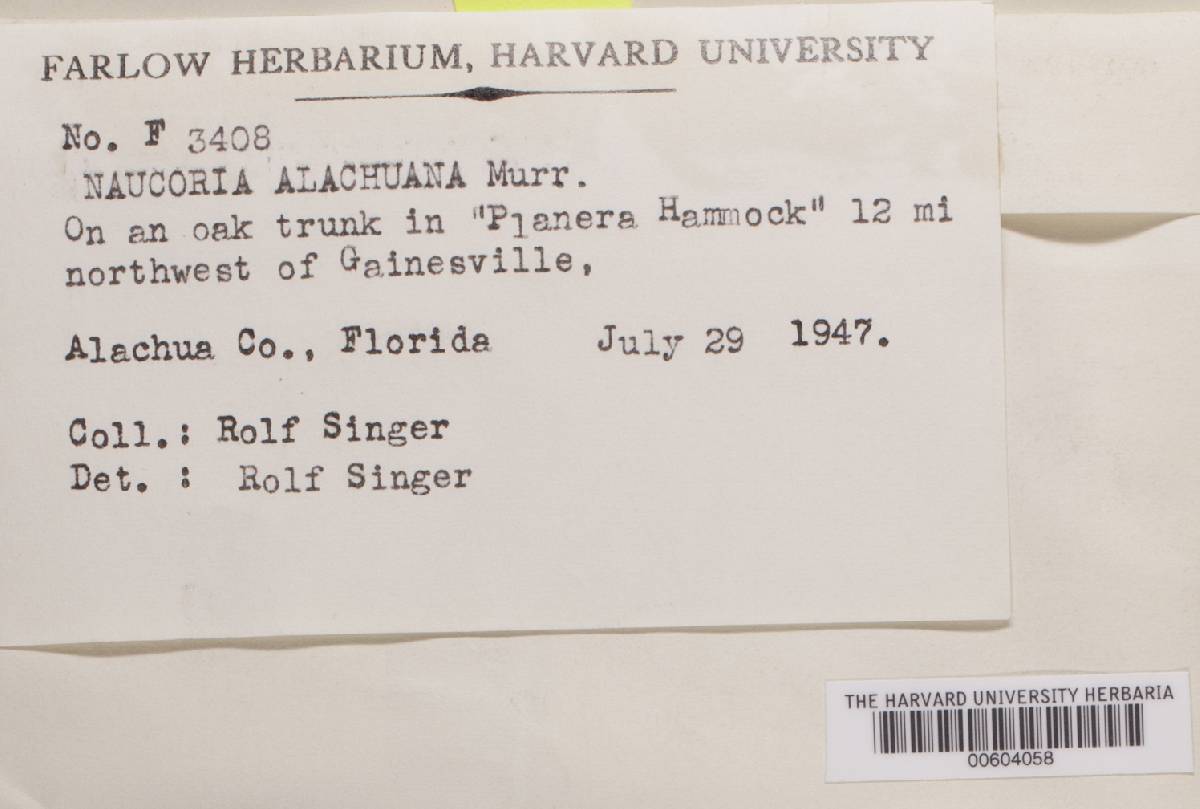 FARLOW HERBARIUM, HARVARD UNIVERSITY
No. F 3408
NAUCORIA ALACHUANA Murr.
On an oak trunk in "Planera Hammock" 12 mi
northwest of Gainesville,
Alachua Co., Florida July 29 1947.
Coll.: Rolf Singer
Det. : Rolf Singer
THE HARVARD UNIVERSITY HERBARIA
00604058